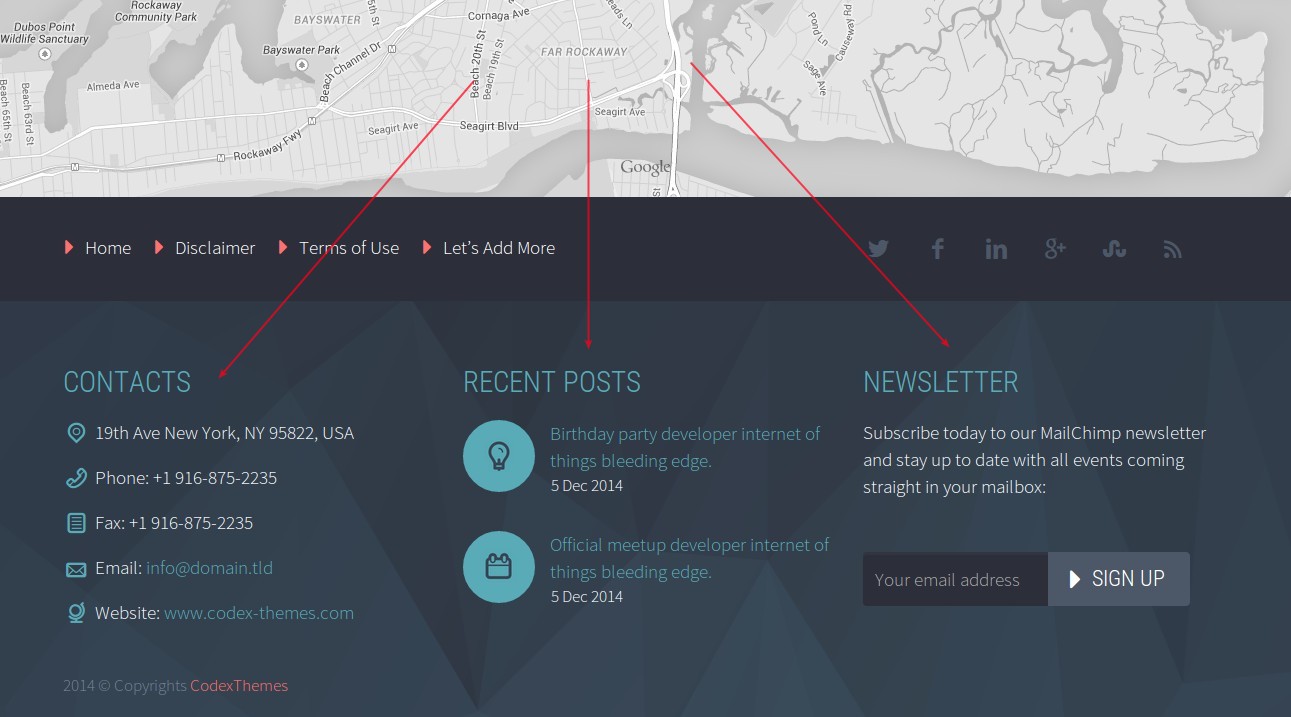 Rockaway
Community Park
Dubos Point
Wildlife Sanctuary
BAYSWATER
Cornaga Ave
Bayswater Park
Beach Channel Dr
Beach 20th St
Beach 19th St
FAR ROCKAWAY
Pond Ln
Causeway Rd
Sage Ave
Almeda Ave
Beach 65th St
Beach 63rd St
Seagirt Ave
Seagirt Blvd
Seagirt Ave
Rockaway Fwy
M
M
M
M
Google
St
Home
Disclaimer
Terms of Use
Let's Add More
CONTACTS
19th Ave New York, NY 95822, USA
Phone: +1 916-875-2235
Fax: +1 916-875-2235
Email: info@domain.tld
Website: www.codex-themes.com
RECENT POSTS
Birthday party developer internet of
things bleeding edge.
5 Dec 2014
Official meetup developer internet of
things bleeding edge.
5 Dec 2014
NEWSLETTER
Subscribe today to our MailChimp newsletter
and stay up to date with all events coming
straight in your mailbox:
Your email address
SIGN UP
2014 © Copyrights CodexThemes